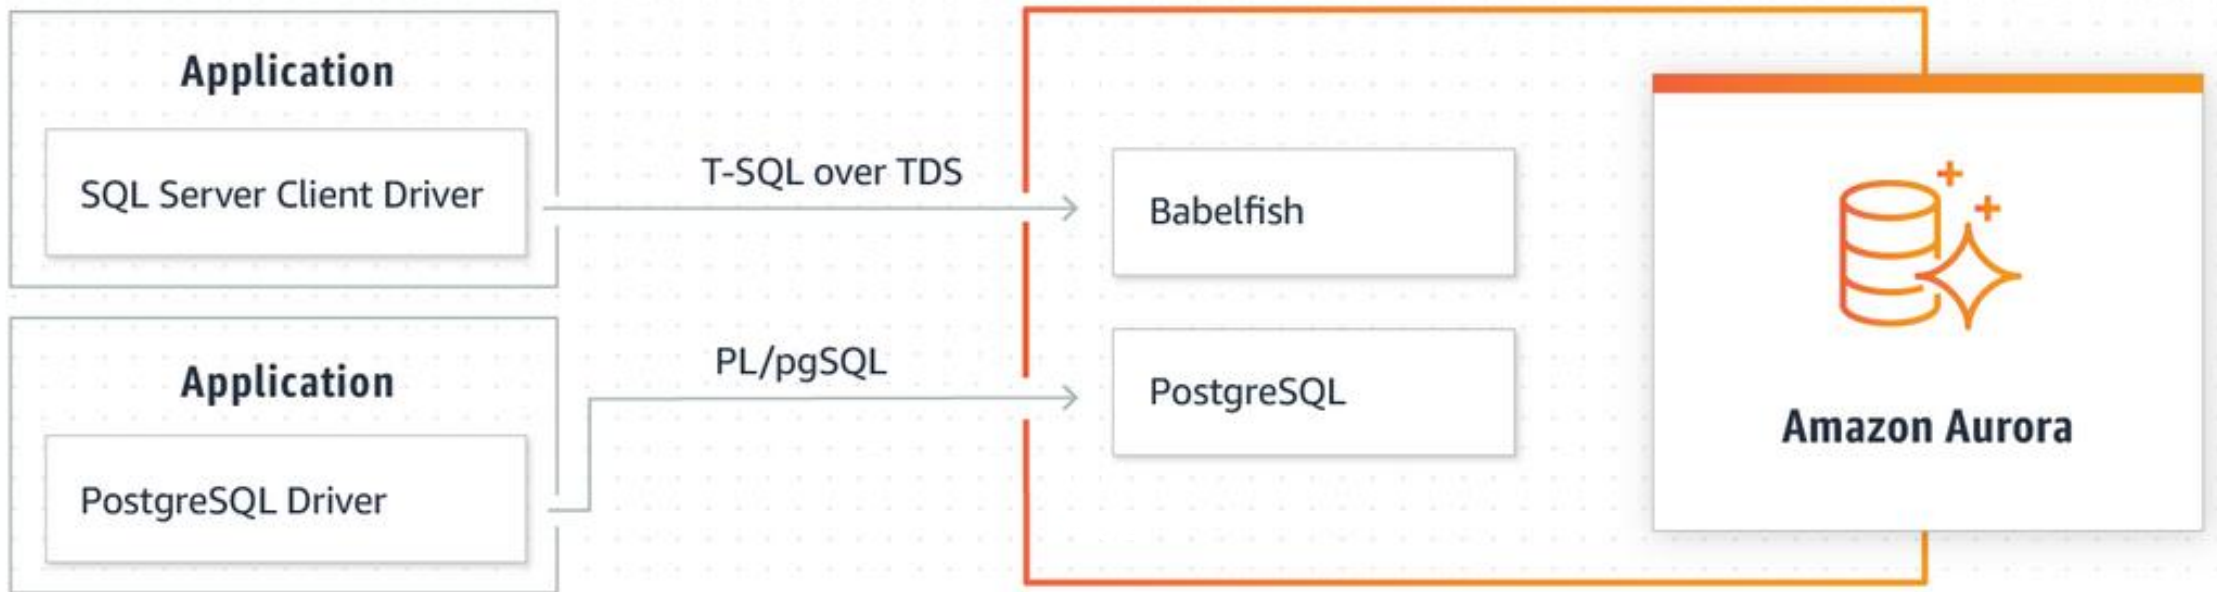 Application
SQL Server Client Driver
T-SQL over TDS
Babelfish
Application
PostgreSQL Driver
PL/pgSQL
PostgreSQL
Amazon Aurora